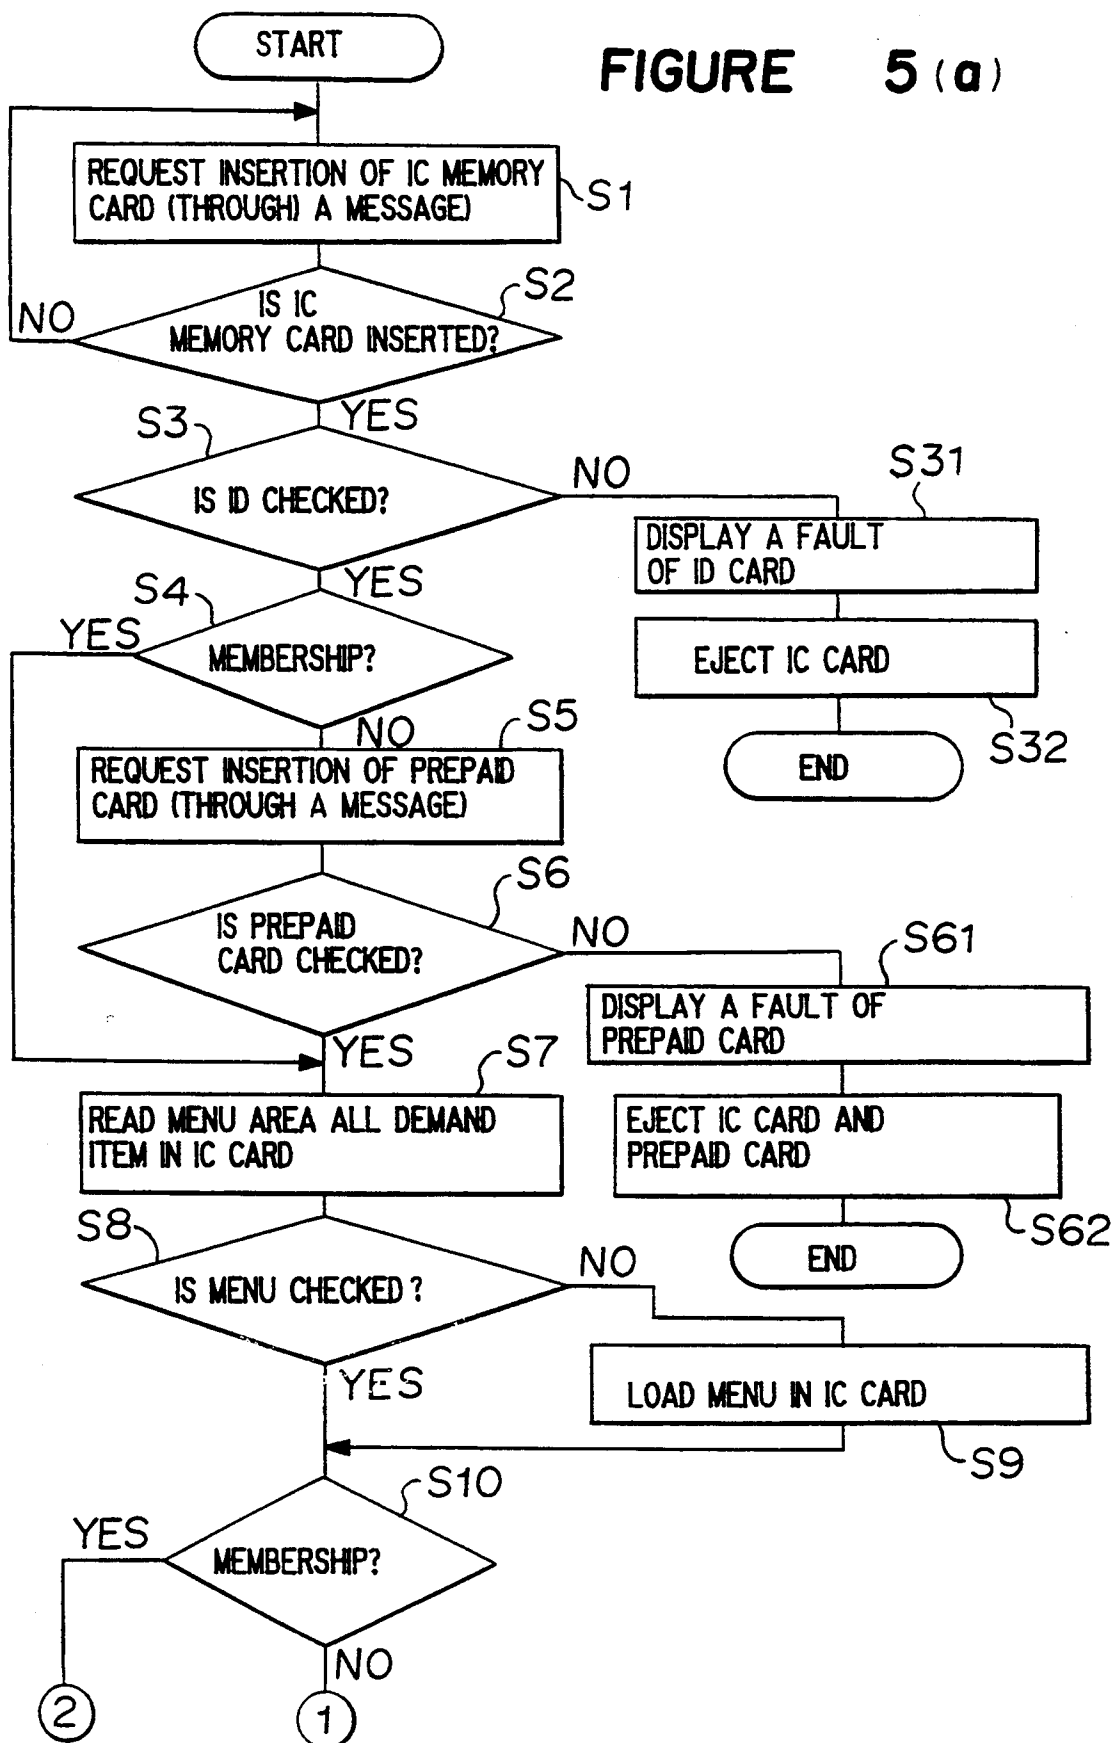 START
FIGURE 5 (a)
REQUEST INSERTION OF IC MEMORY
CARD (THROUGH) A MESSAGE)
S1
S2
IS IC
MEMORY CARD INSERTED?
NO
YES
S3
IS ID CHECKED?
NO
S31
DISPLAY A FAULT
OF ID CARD
YES
S4
YES
MEMBERSHIP?
EJECT IC CARD
S32
END
NO
S5
REQUEST INSERTION OF PREPAID
CARD (THROUGH A MESSAGE)
S6
IS PREPAID
CARD CHECKED?
NO
S61
DISPLAY A FAULT OF
PREPAID CARD
YES
S7
READ MENU AREA ALL DEMAND
ITEM IN IC CARD
EJECT IC CARD AND
PREPAID CARD
S62
END
S8
IS MENU CHECKED?
NO
YES
LOAD MENU IN IC CARD
S9
S10
YES
MEMBERSHIP?
NO
2
1